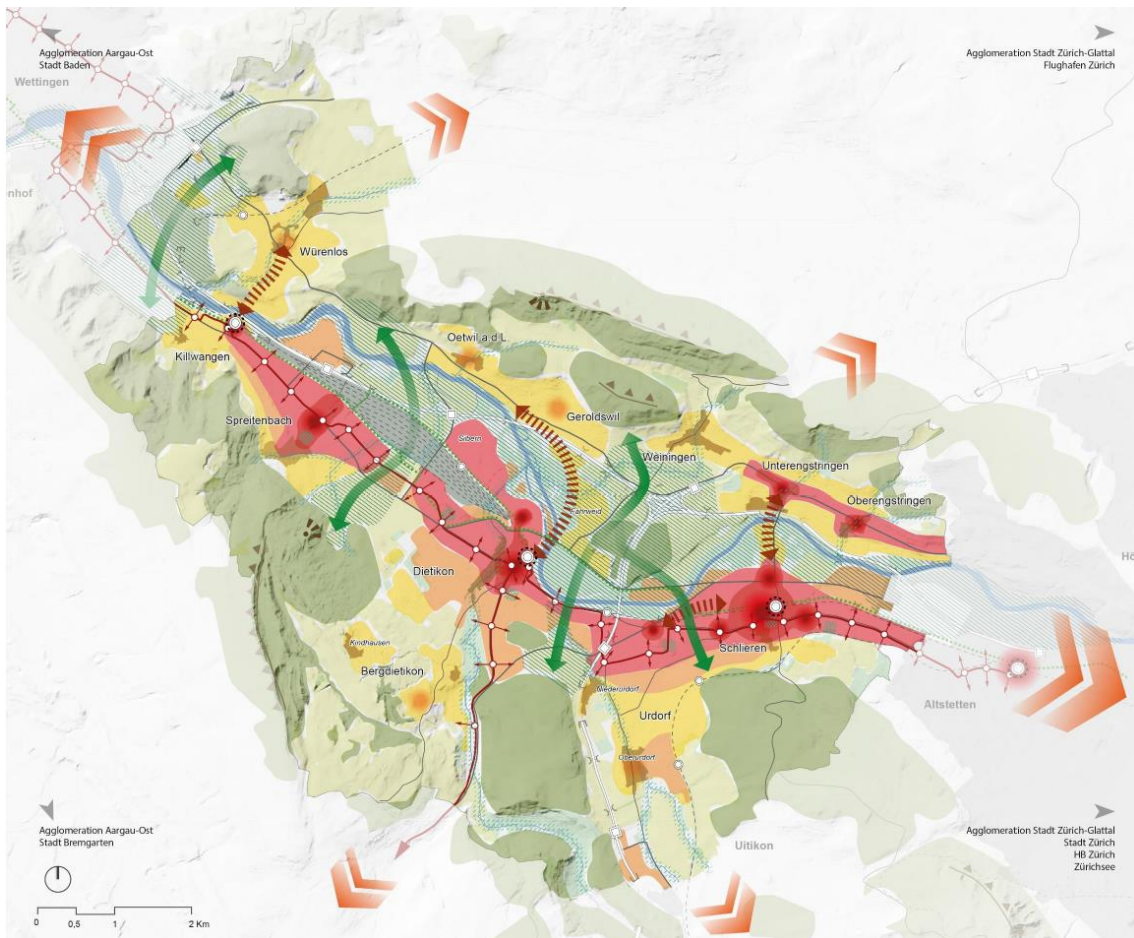 Agglomeration Aargau-Ost
Stadt Baden
Agglomeration Stadt Zürich-Glattal
Flughafen Zürich
Wettingen
Würenlos
Killwangen
Oetwil a.d.L
Spreitenbach
Geroldswil
Silbern
Weiningen
Unterengstringen
Oberengstringen
Fahrweid
Dietikon
Schlieren
Kindhausen
Bergdietikon
Niederurdorf
Urdorf
Altstetten
Oberurdorf
Agglomeration Aargau-Ost
Stadt Bremgarten
Uitikon
Agglomeration Stadt Zürich-Glattal
Stadt Zürich
HB Zürich
Zürichsee
0 0,5 1 2 Km